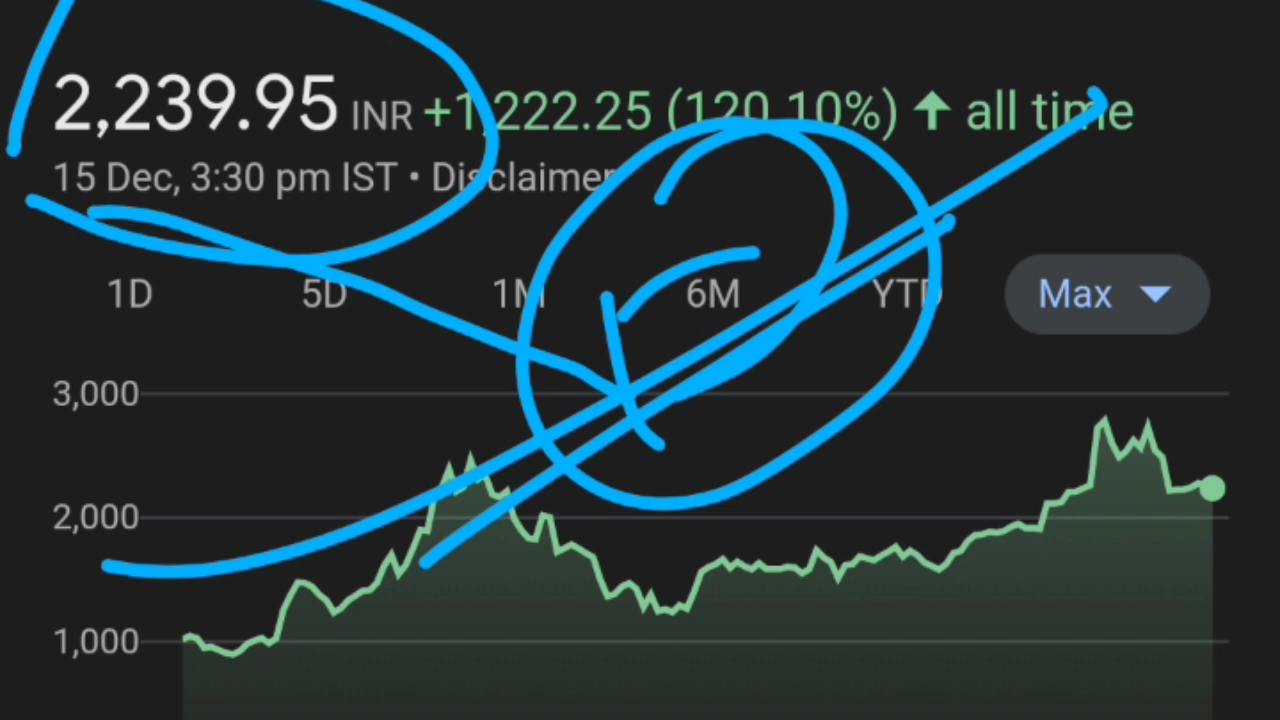 2,239.95 INR +1,222.25 (120.10%) ↑ all time
15 Dec, 3:30 pm IST • Disclaimer
1D 5D 1M 6M YTD Max
3,000
2,000
1,000